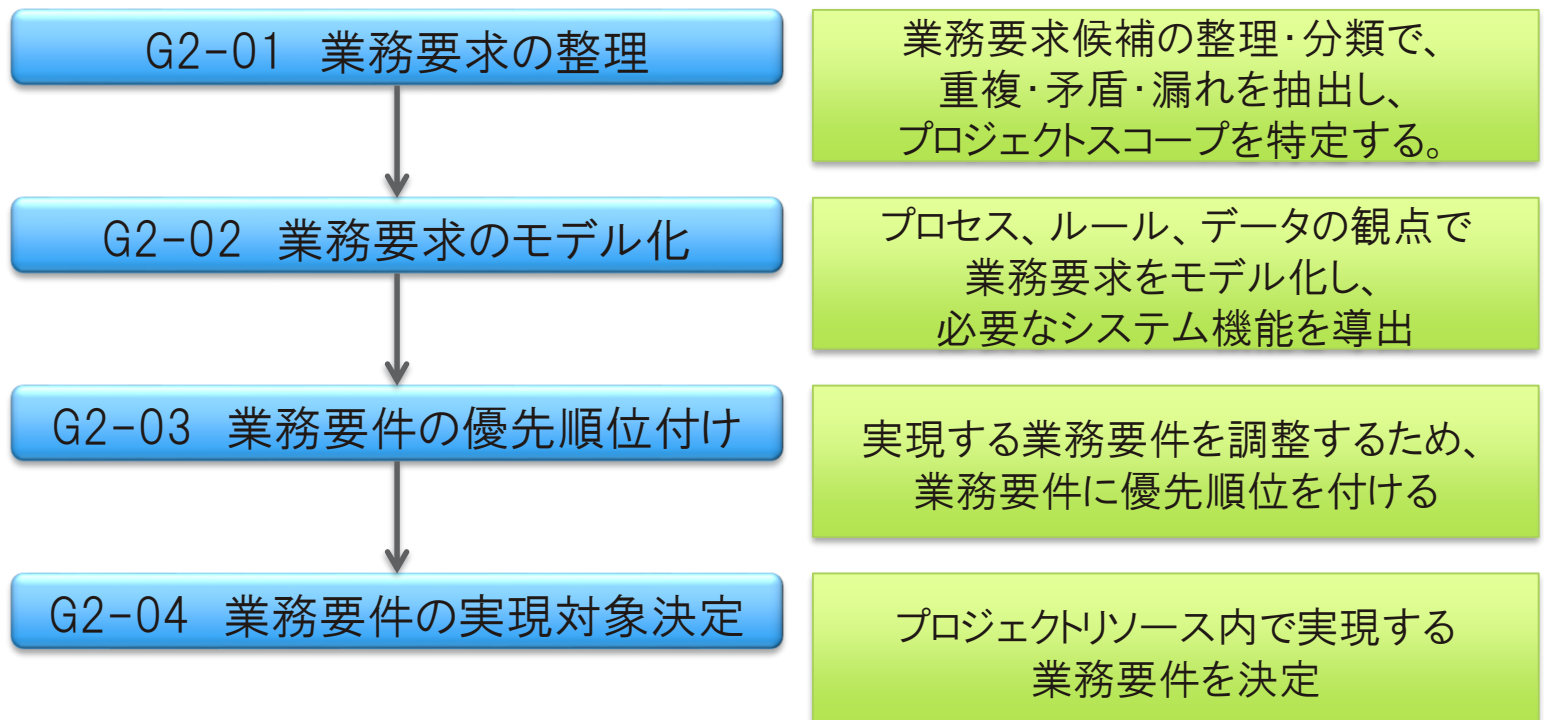 G2-01 業務要求の整理
業務要求候補の整理・分類で、
重複・矛盾・漏れを抽出し、
プロジェクトスコープを特定する。
G2-02 業務要求のモデル化
プロセス、ルール、データの観点で
業務要求をモデル化し、
必要なシステム機能を導出
G2-03 業務要件の優先順位付け
実現する業務要件を調整するため、
業務要件に優先順位を付ける
G2-04 業務要件の実現対象決定
プロジェクトリソース内で実現する
業務要件を決定